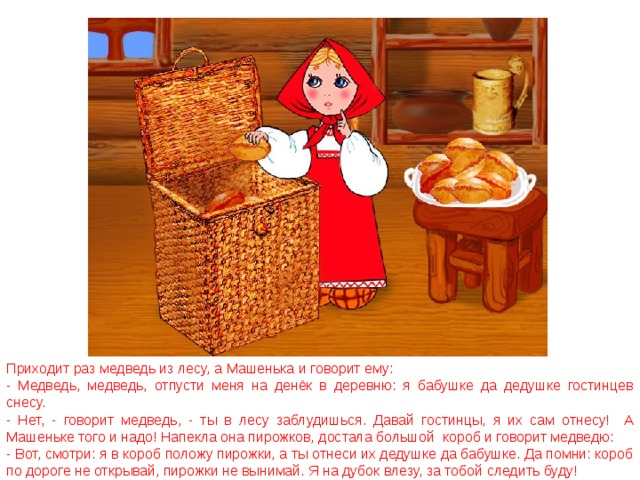 Приходит раз медведь из лесу, а Машенька и говорит ему:
- Медведь, медведь, отпусти меня на денёк в деревню: я бабушке да дедушке гостинцев
снесу.
- Нет, - говорит медведь, - ты в лесу заблудишься. Давай гостинцы, я их сам отнесу! А
Машеньке того и надо! Напекла она пирожков, достала большой короб и говорит медведю:
- Вот, смотри: я в короб положу пирожки, а ты отнеси их дедушке да бабушке. Да помни: короб
по дороге не открывай, пирожки не вынимай. Я на дубок влезу, за тобой следить буду!